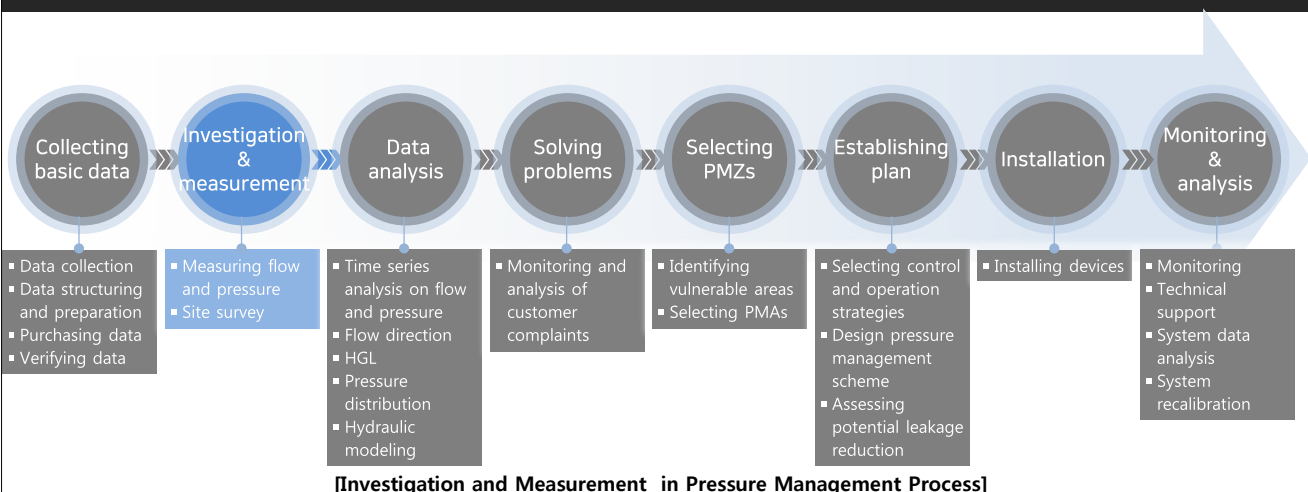 Collecting
basic data
Investigation
&
measurement
Data
analysis
Solving
problems
Selecting
PMZs
Establishing
plan
Installation
Monitoring
&
analysis
▪ Data collection
▪ Data structuring
and preparation
▪ Purchasing data
▪ Verifying data
▪ Measuring flow
and pressure
▪ Site survey
▪ Time series
analysis on flow
and pressure
▪ Flow direction
▪ HGL
▪ Pressure
distribution
▪ Hydraulic
modeling
▪ Monitoring and
analysis of
customer
complaints
▪ Identifying
vulnerable areas
▪ Selecting PMAs
▪ Selecting control
and operation
strategies
▪ Design pressure
management
scheme
▪ Assessing
potential leakage
reduction
▪ Installing devices
▪ Monitoring
▪ Technical
support
▪ System data
analysis
▪ System
recalibration
[Investigation and Measurement in Pressure Management Process]